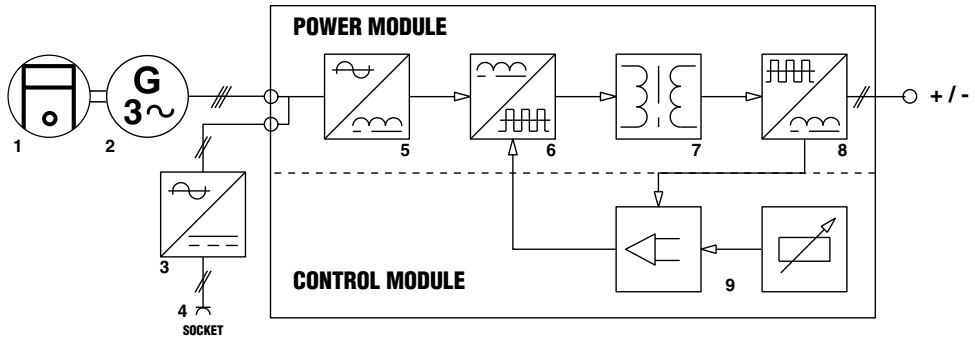 POWER MODULE
G
3~
+ / -
1
2
5
6
7
8
3
9
CONTROL MODULE
4
SOCKET